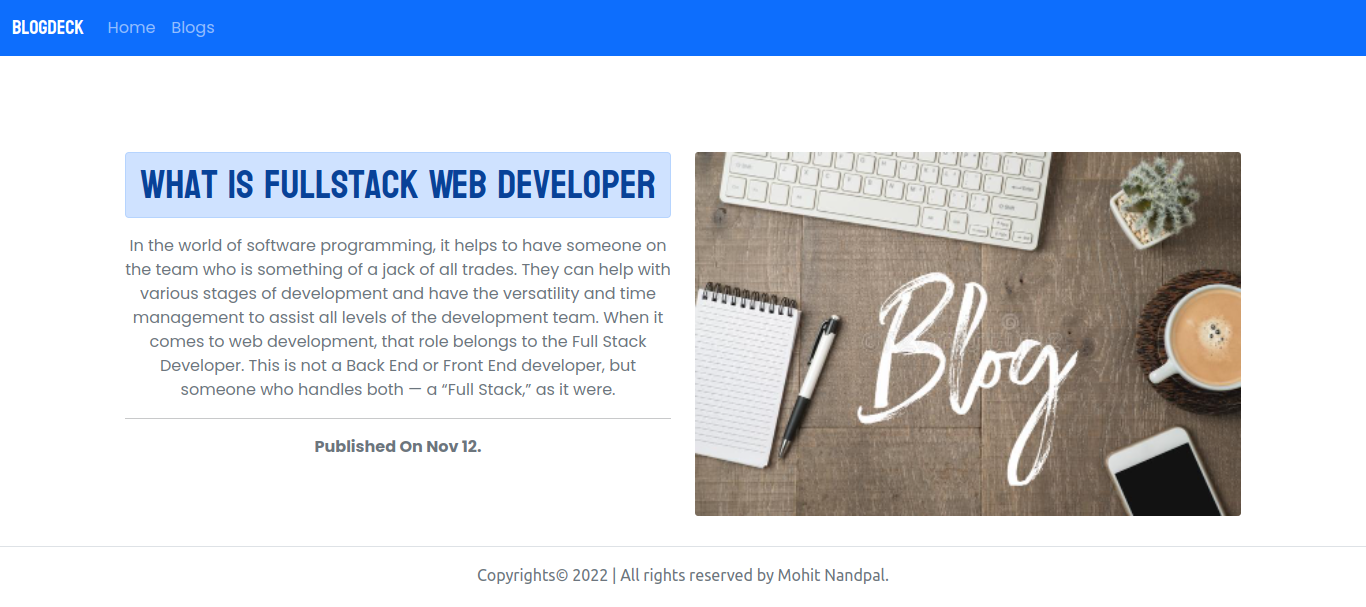 BLOGDECK Home Blogs
WHAT IS FULLSTACK WEB DEVELOPER
In the world of software programming, it helps to have someone on
the team who is something of a jack of all trades. They can help with
various stages of development and have the versatility and time
management to assist all levels of the development team. When it
comes to web development, that role belongs to the Full Stack
Developer. This is not a Back End or Front End developer, but
someone who handles both — a “Full Stack,” as it were.
Published On Nov 12.
Blog
Copyrights© 2022 | All rights reserved by Mohit Nandpal.